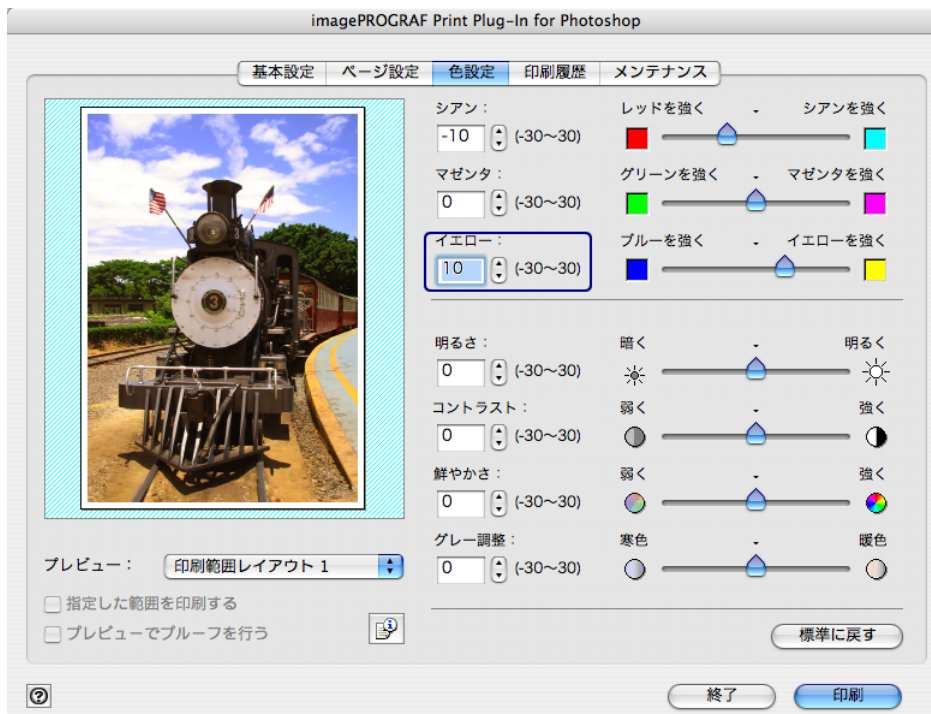 imagePROGRAF Print Plug-In for Photoshop
基本設定 ページ設定 色設定 印刷履歴 メンテナンス
シアン: レッドを強く - シアンを強く
-10 (-30～30)
マゼンタ: グリーンを強く - マゼンタを強く
0 (-30～30)
イエロー: ブルーを強く - イエローを強く
10 (-30～30)
明るさ: 暗く - 明るく
0 (-30～30)
コントラスト: 弱く - 強く
0 (-30～30)
鮮やかさ: 弱く - 強く
0 (-30～30)
グレー調整: 寒色 - 暖色
0 (-30～30)
3
プレビュー: 印刷範囲レイアウト 1
指定した範囲を印刷する
プレビューでプルーフを行う
標準に戻す
? 終了 印刷